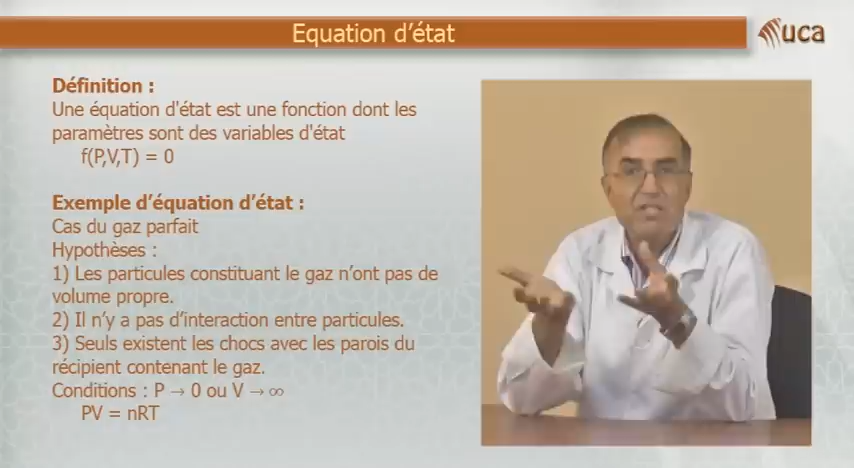 Equation d'état
uca
Définition :
Une équation d'état est une fonction dont les
paramètres sont des variables d'état
f(P,V,T) = 0
Exemple d'équation d'état :
Cas du gaz parfait
Hypothèses :
1) Les particules constituant le gaz n'ont pas de
volume propre.
2) Il n'y a pas d'interaction entre particules.
3) Seuls existent les chocs avec les parois du
récipient contenant le gaz.
Conditions : P → 0 ou V → ∞
PV = nRT